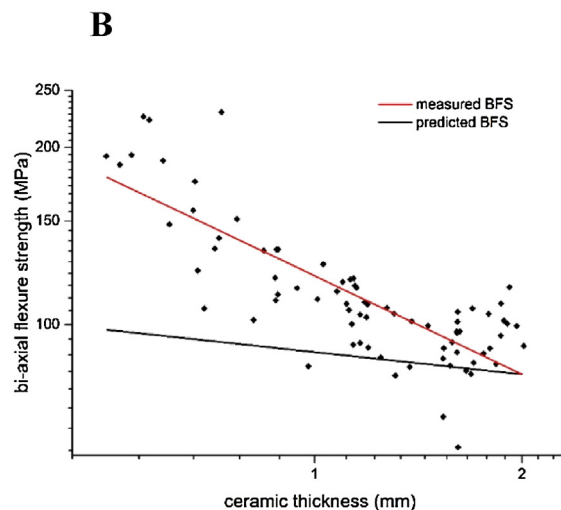 B
250
200
150
100
bi-axial flexure strength (MPa)
measured BFS
predicted BFS
1
2
ceramic thickness (mm)